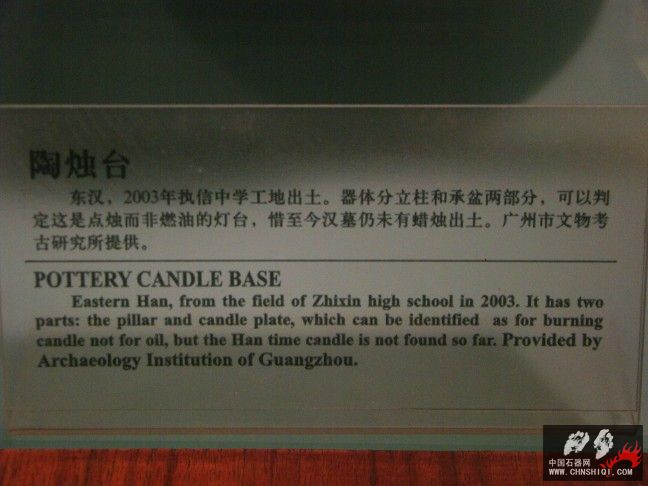 陶烛台
东汉，2003年执信中学工地出土。器体分立柱和承盆两部分，可以判
定这是点烛而非燃油的灯台，惜至今汉墓仍未有蜡烛出土。广州市文物考
古研究所提供。
POTTERY CANDLE BASE
Eastern Han, from the field of Zhixin high school in 2003. It has two
parts: the pillar and candle plate, which can be identified as for burning
candle not for oil, but the Han time candle is not found so far. Provided by
Archaeology Institution of Guangzhou.
中国石器网
WWW.CHNSHIQI.COM